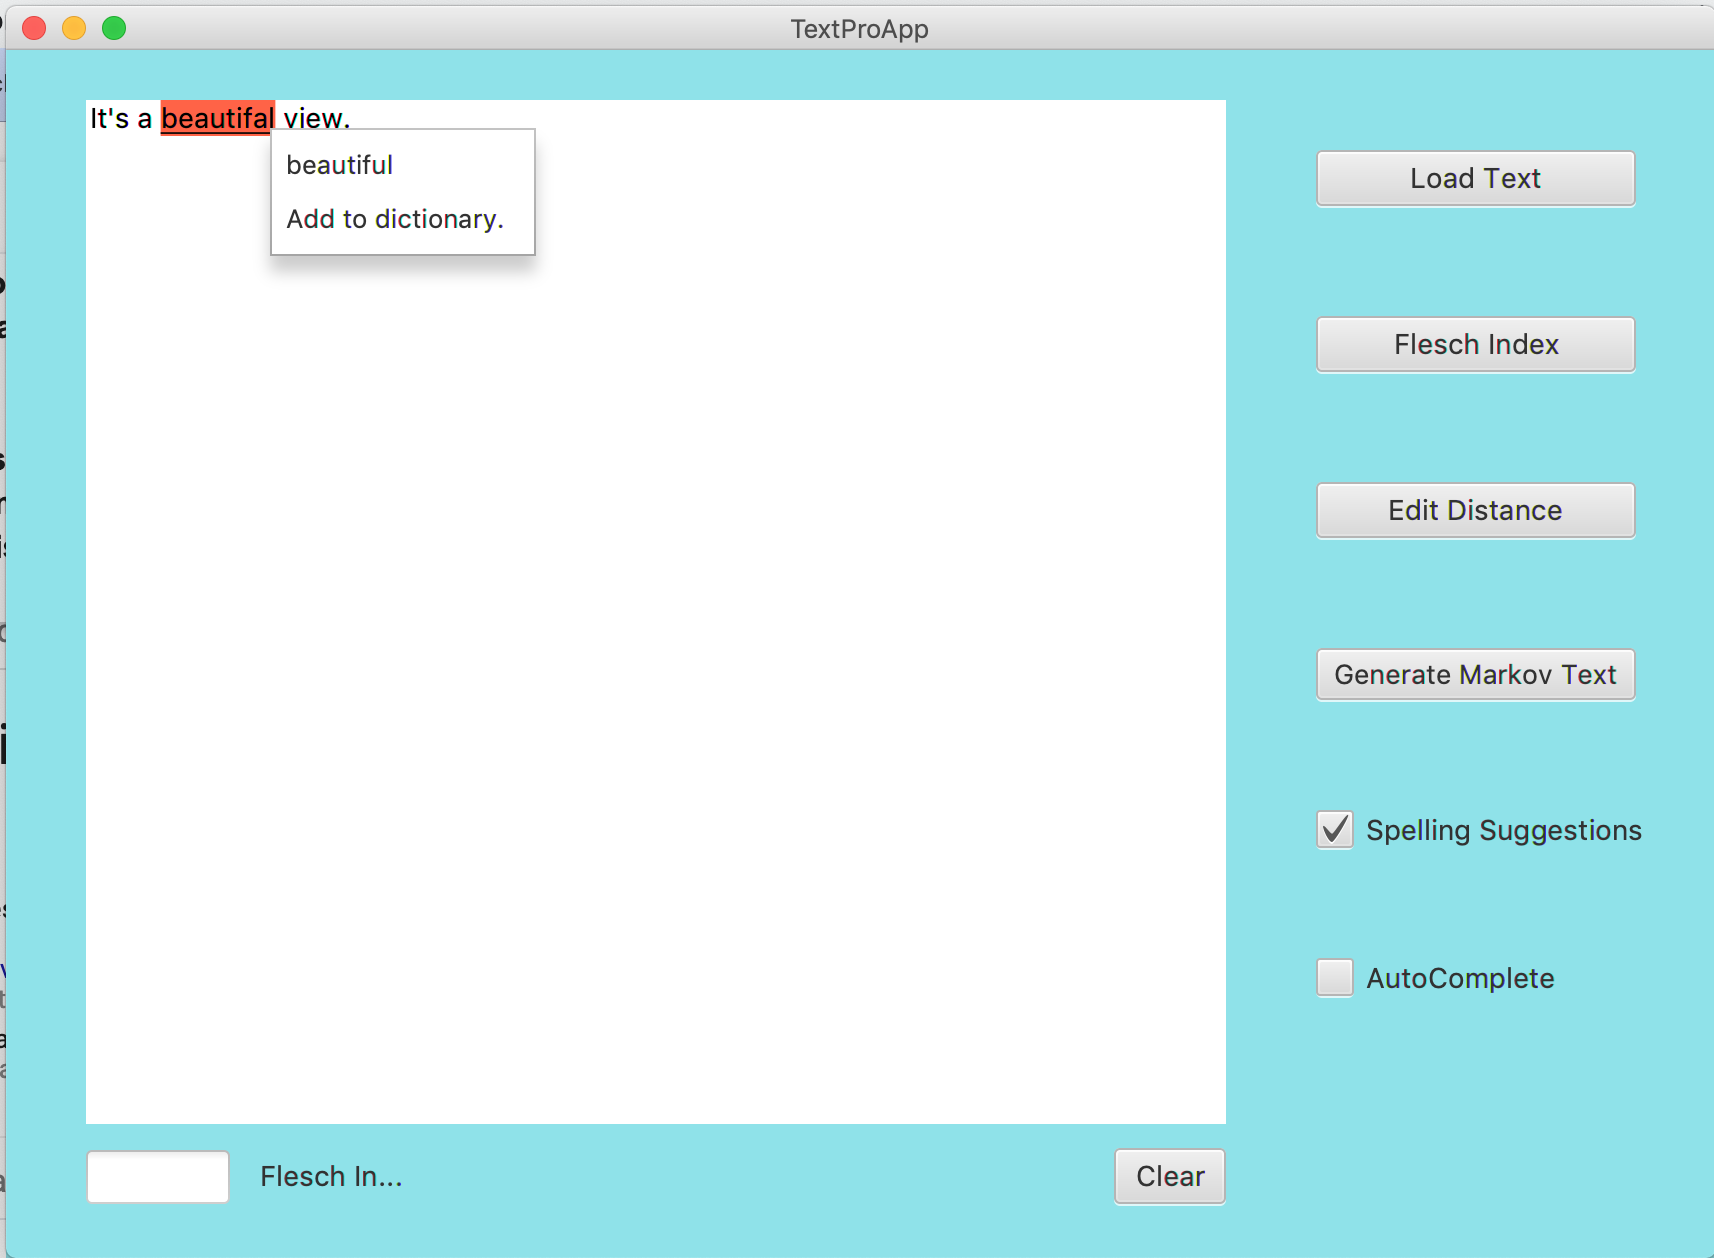 TextProApp
It's a beautifal view.
beautiful
Add to dictionary.
Load Text
Flesch Index
Edit Distance
Generate Markov Text
Spelling Suggestions
AutoComplete
Flesch In...
Clear